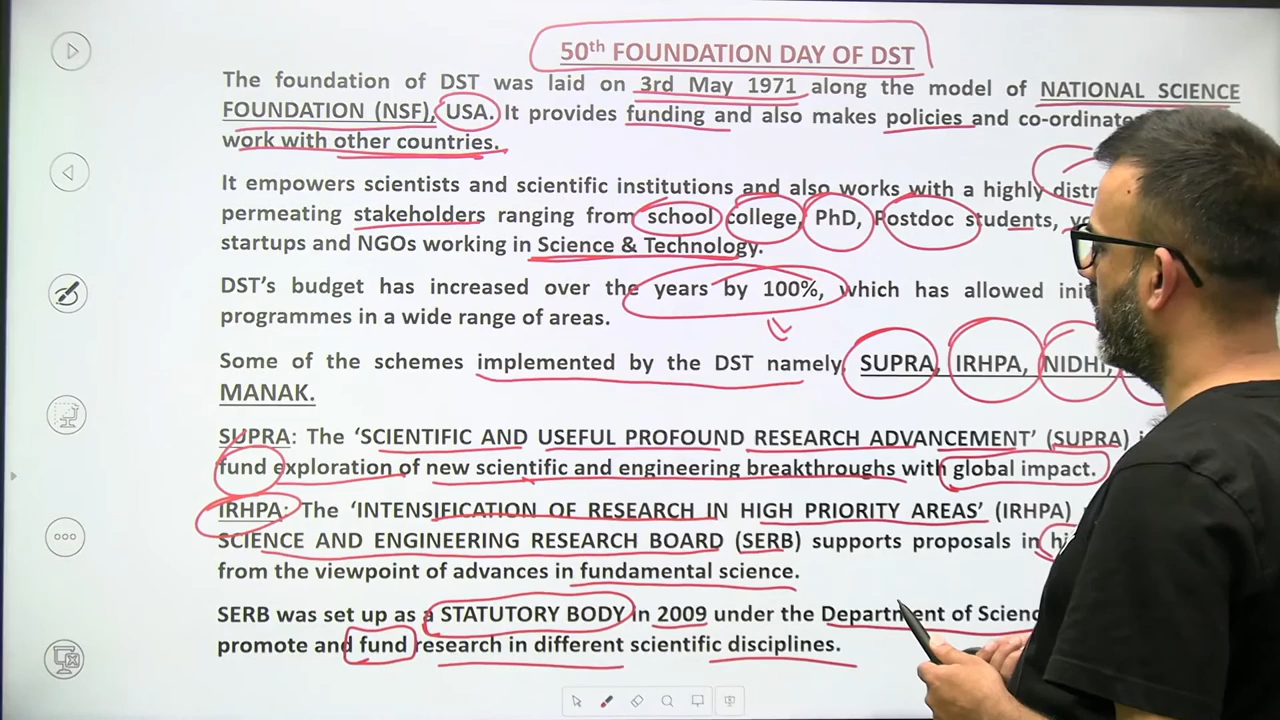 50th FOUNDATION DAY OF DST
The foundation of DST was laid on 3rd May 1971 along the model of NATIONAL SCIENCE
FOUNDATION (NSF), USA. It provides funding and also makes policies and co-ordinate
work with other countries.
It empowers scientists and scientific institutions and also works with a highly distr
permeating stakeholders ranging from school college, PhD, Postdoc students,
startups and NGOs working in Science & Technology.
DST's budget has increased over the years by 100%, which has allowed
programmes in a wide range of areas.
Some of the schemes implemented by the DST namely, SUPRA, IRHPA, NIDHI,
MANAK.
SUPRA: The 'SCIENTIFIC AND USEFUL PROFOUND RESEARCH ADVANCEMENT' (SUPRA)
fund exploration of new scientific and engineering breakthroughs with global impact.
IRHPA: The 'INTENSIFICATION OF RESEARCH IN HIGH PRIORITY AREAS' (IRHPA)
SCIENCE AND ENGINEERING RESEARCH BOARD (SERB) supports proposals in
from the viewpoint of advances in fundamental science.
SERB was set up as a STATUTORY BODY in 2009 under the Department of Scienc
promote and fund research in different scientific disciplines.